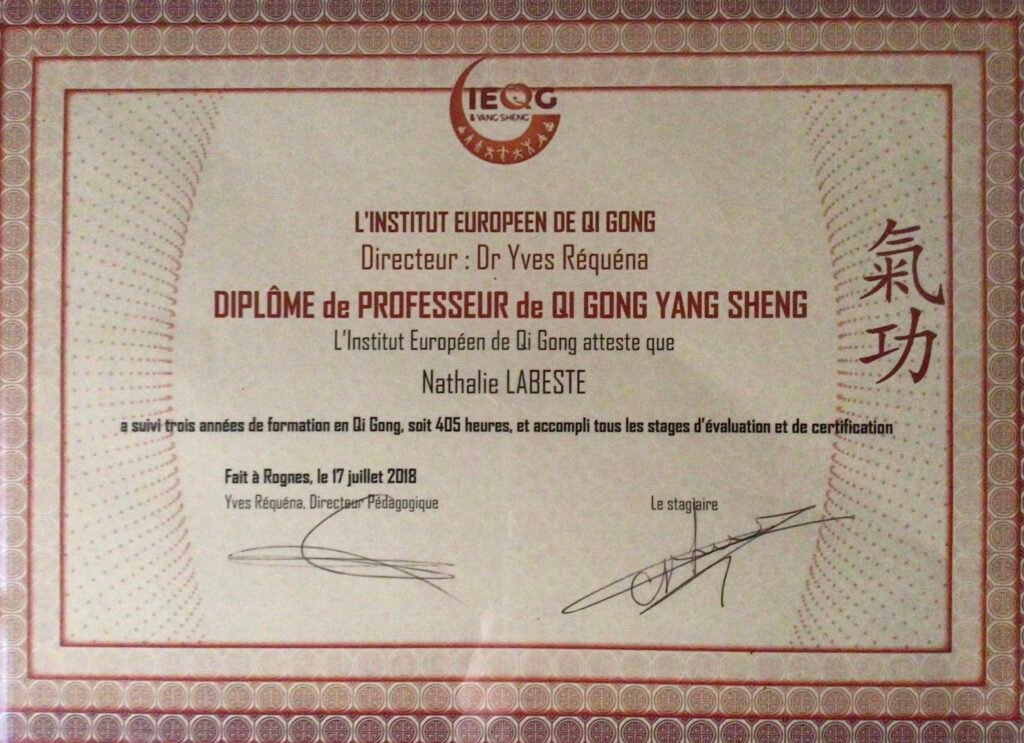 IEQG
& YANG SHENG
L'INSTITUT EUROPEEN DE QI GONG
Directeur : Dr Yves Réquéna
DIPLÔME de PROFESSEUR de QI GONG YANG SHENG
L'Institut Européen de Qi Gong atteste que
Nathalie LABESTE
a suivi trois années de formation en Qi Gong, soit 405 heures, et accompli tous les stages d'évaluation et de certification
Fait à Rognes, le 17 juillet 2018
Yves Réquéna, Directeur Pédagogique
Le stagiaire
氣功